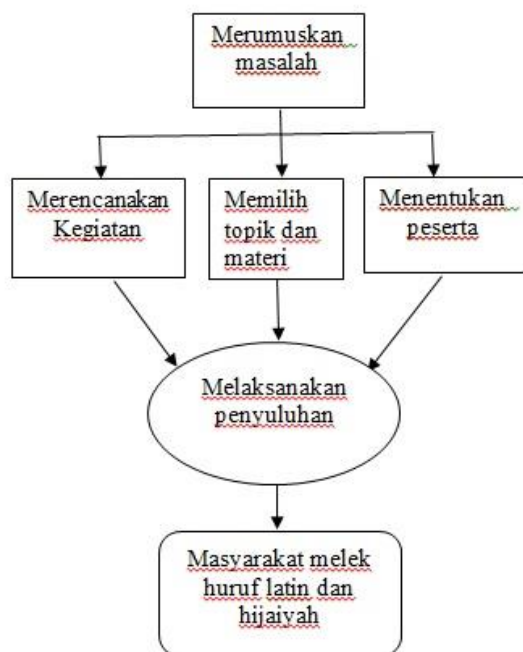 Merumuskan
masalah
Merencanakan
Kegiatan
Memilih
topik dan
materi
Menentukan
peserta
Melaksanakan
penyuluhan
Masyarakat melek
huruf latin dan
hijaiyah